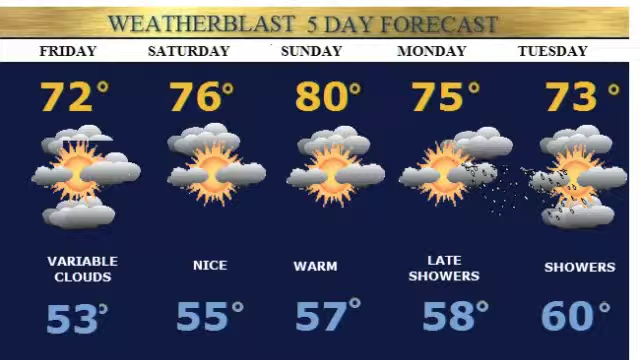 WEATHERBLAST 5 DAY FORECAST
FRIDAY SATURDAY SUNDAY MONDAY TUESDAY
72° 76° 80° 75° 73°
VARIABLE CLOUDS NICE WARM LATE SHOWERS SHOWERS
53° 55° 57° 58° 60°